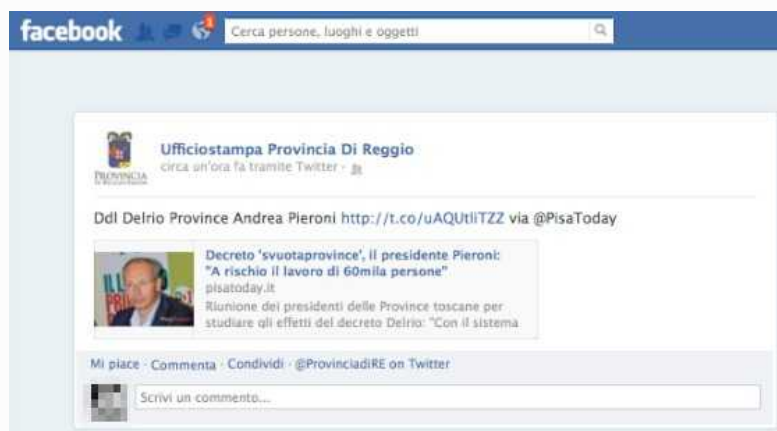 facebook 1 Cerca persone, luoghi e oggetti
Ufficiostampa Provincia Di Reggio
PROVINCIA
circa un'ora fa tramite Twitter ·
Ddl Delrio Province Andrea Pieroni http://t.co/uAQUtliTZZ via @PisaToday
Decreto 'svuotaprovince', il presidente Pieroni:
"A rischio il lavoro di 60mila persone"
pisatoday.it
Riunione dei presidenti delle Province toscane per
studiare gli effetti del decreto Delrio: "Con il sistema
Mi piace · Commenta · Condividi · @ProvinciadiRE on Twitter
Scrivi un commento...